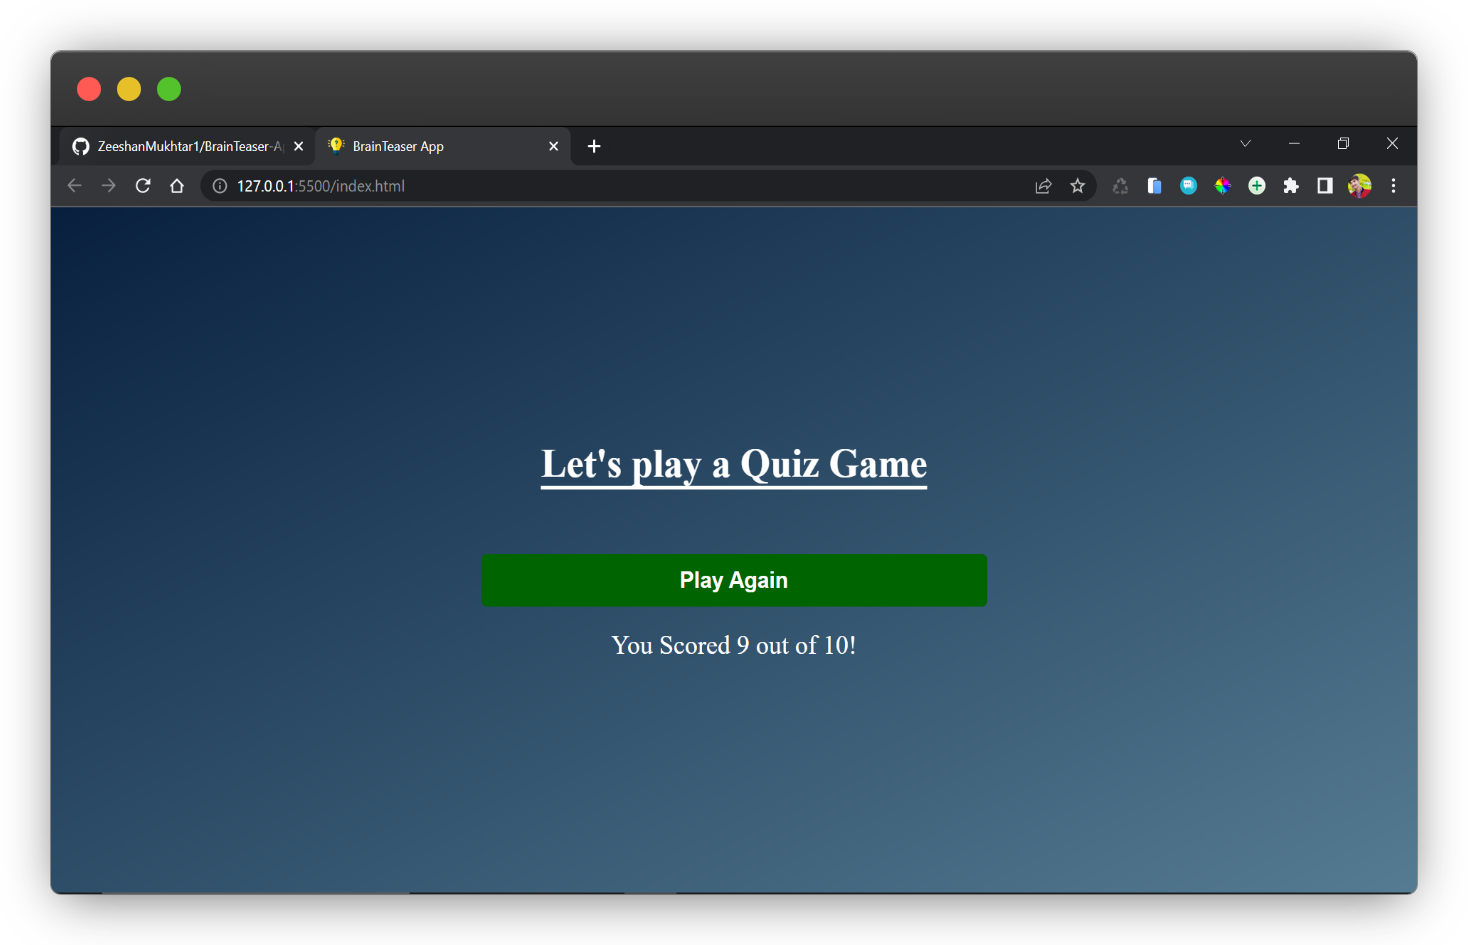 ZeeshanMukhtar1/BrainTeaser-A
BrainTeaser App
127.0.0.1:5500/index.html
Let's play a Quiz Game
Play Again
You Scored 9 out of 10!